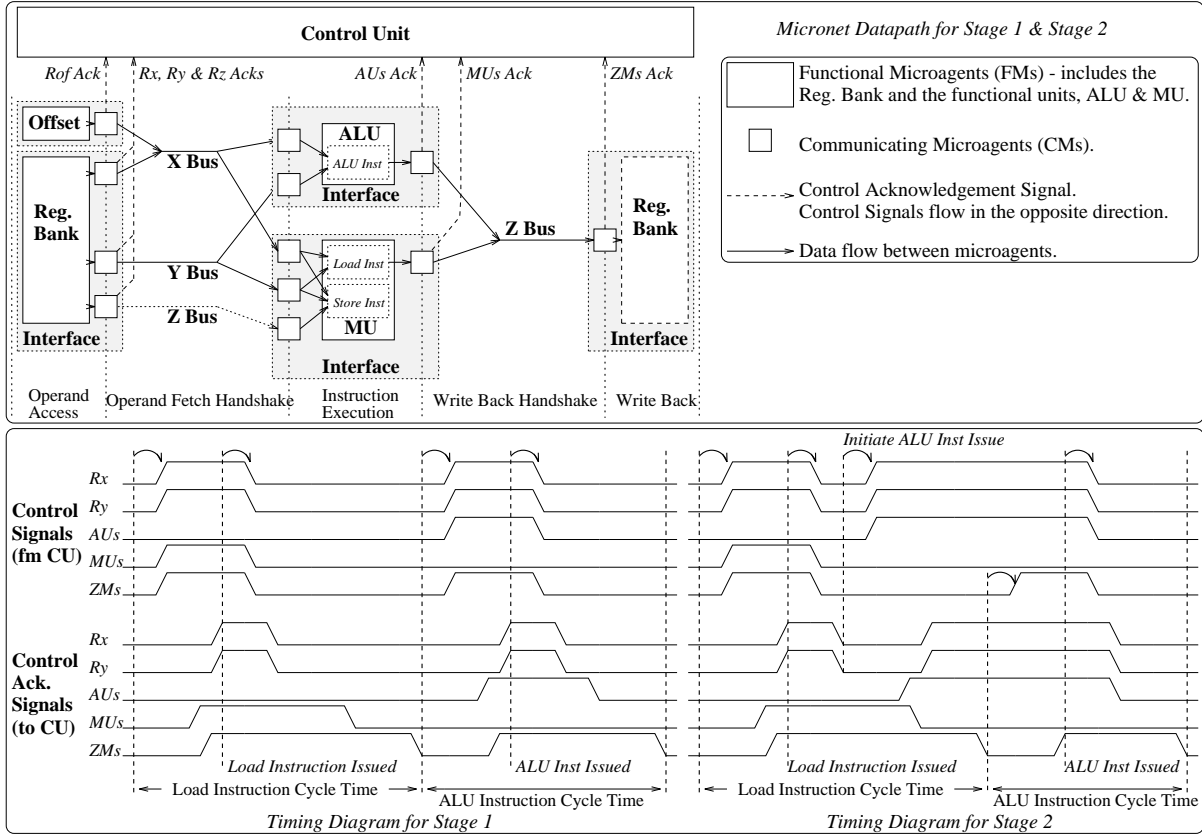 Control Unit
Micronet Datapath for Stage 1 & Stage 2
Rof Ack
Rx, Ry & Rz Acks
AUs Ack
MUs Ack
ZMs Ack
Functional Microagents (FMs) - includes the
Reg. Bank and the functional units, ALU & MU.
Communicating Microagents (CMs).
Control Acknowledgement Signal.
Control Signals flow in the opposite direction.
Data flow between microagents.
Offset
X Bus
ALU
ALU Inst
Interface
Reg.
Bank
Y Bus
Z Bus
Interface
Load Inst
Store Inst
MU
Interface
Z Bus
Reg.
Bank
Interface
Operand
Access
Operand Fetch Handshake
Instruction
Execution
Write Back Handshake
Write Back
Initiate ALU Inst Issue
Control
Signals
(fm CU)
Rx
Ry
AUs
MUs
ZMs
Control
Ack.
Signals
(to CU)
Rx
Ry
AUs
MUs
ZMs
Load Instruction Issued
ALU Inst Issued
Load Instruction Issued
ALU Inst Issued
Load Instruction Cycle Time
ALU Instruction Cycle Time
Load Instruction Cycle Time
ALU Instruction Cycle Time
Timing Diagram for Stage 1
Timing Diagram for Stage 2